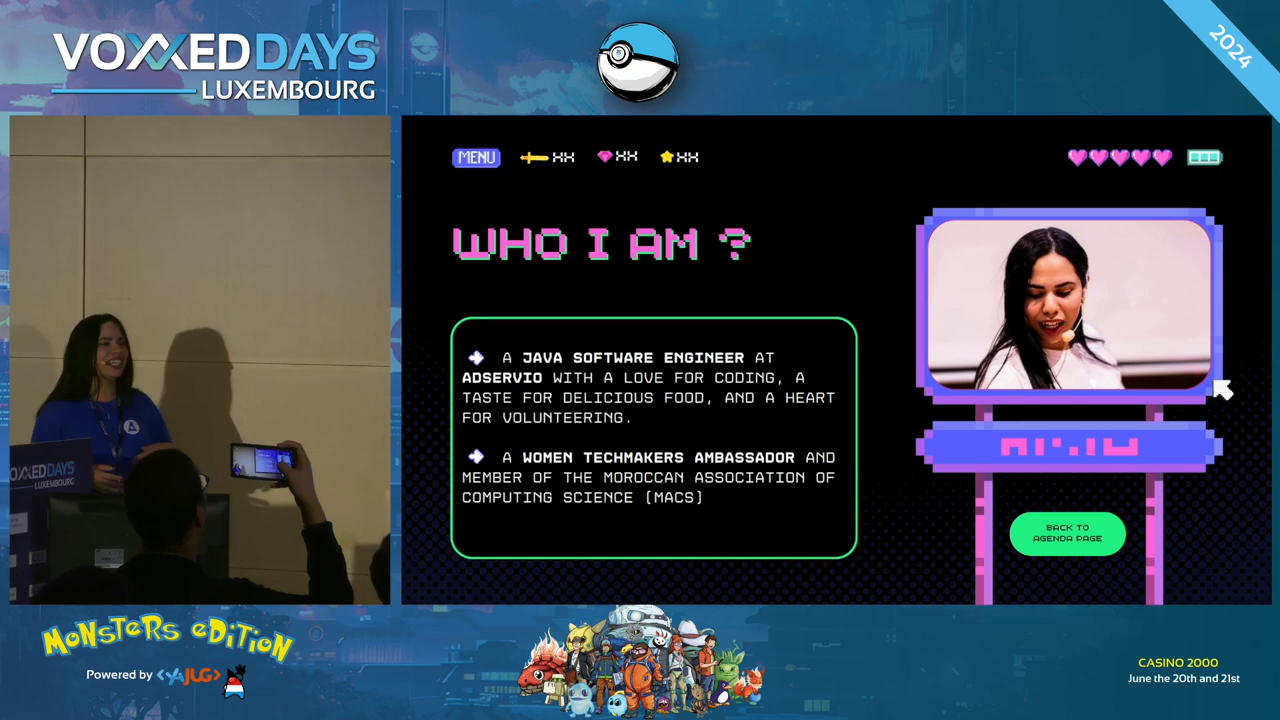 VOXXEDDAYS
LUXEMBOURG
2024
MENU
XX
XX
XX
WHO I AM ?
A JAVA SOFTWARE ENGINEER AT
ADSERVIO WITH A LOVE FOR CODING, A
TASTE FOR DELICIOUS FOOD, AND A HEART
FOR VOLUNTEERING.
A WOMEN TECHMAKERS AMBASSADOR AND
MEMBER OF THE MOROCCAN ASSOCIATION OF
COMPUTING SCIENCE (MACS)
BACK TO
AGENDA PAGE
A
VOXXEDDAYS
LUXEMBOURG
MONSTERS EDITION
Powered by <YAJUG>
CASINO 2000
June the 20th and 21st